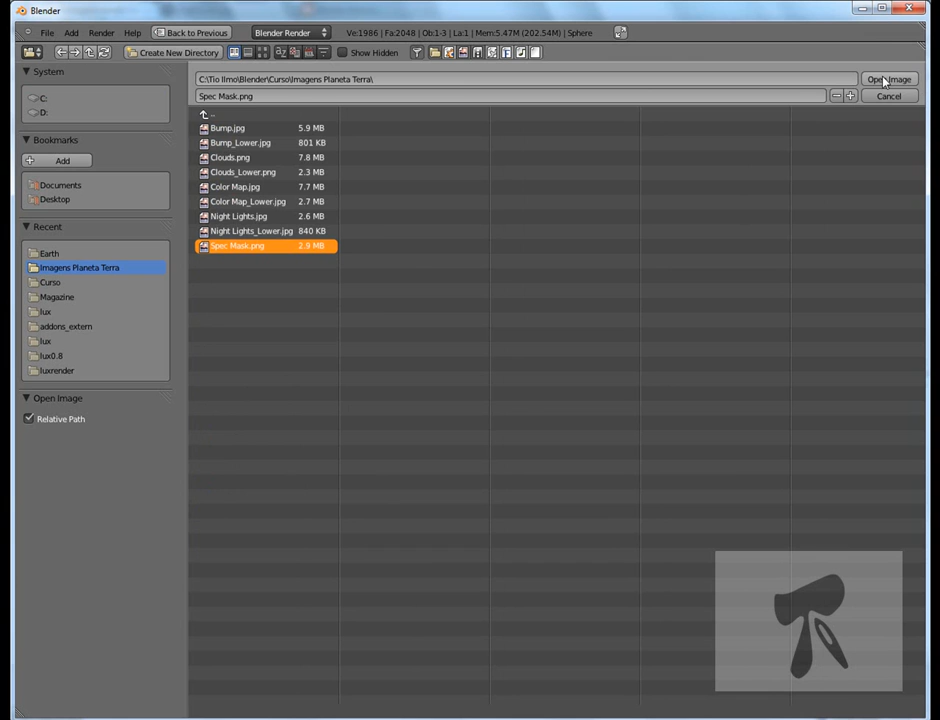 Blender
File Add Render Help Back to Previous Blender Render Ve:1986 | Fa:2048 | Ob:1-3 | La:1 | Mem:5.47M (202.54M) | Sphere
Create New Directory Show Hidden
System
C:
D:
Bookmarks
Add
Documents
Desktop
Recent
Earth
Imagens Planeta Terra
Curso
Magazine
lux
addons_extern
lux
lux0.8
luxrender
Open Image
Relative Path
C:\Tio Ilmo\Blender\Curso\Imagens Planeta Terra\
Open Image
Spec Mask.png
Cancel
..
Bump.jpg 5.9 MB
Bump_Lower.jpg 801 KB
Clouds.png 7.8 MB
Clouds_Lower.png 2.3 MB
Color Map.jpg 7.7 MB
Color Map_Lower.jpg 2.7 MB
Night Lights.jpg 2.6 MB
Night Lights_Lower.jpg 840 KB
Spec Mask.png 2.9 MB